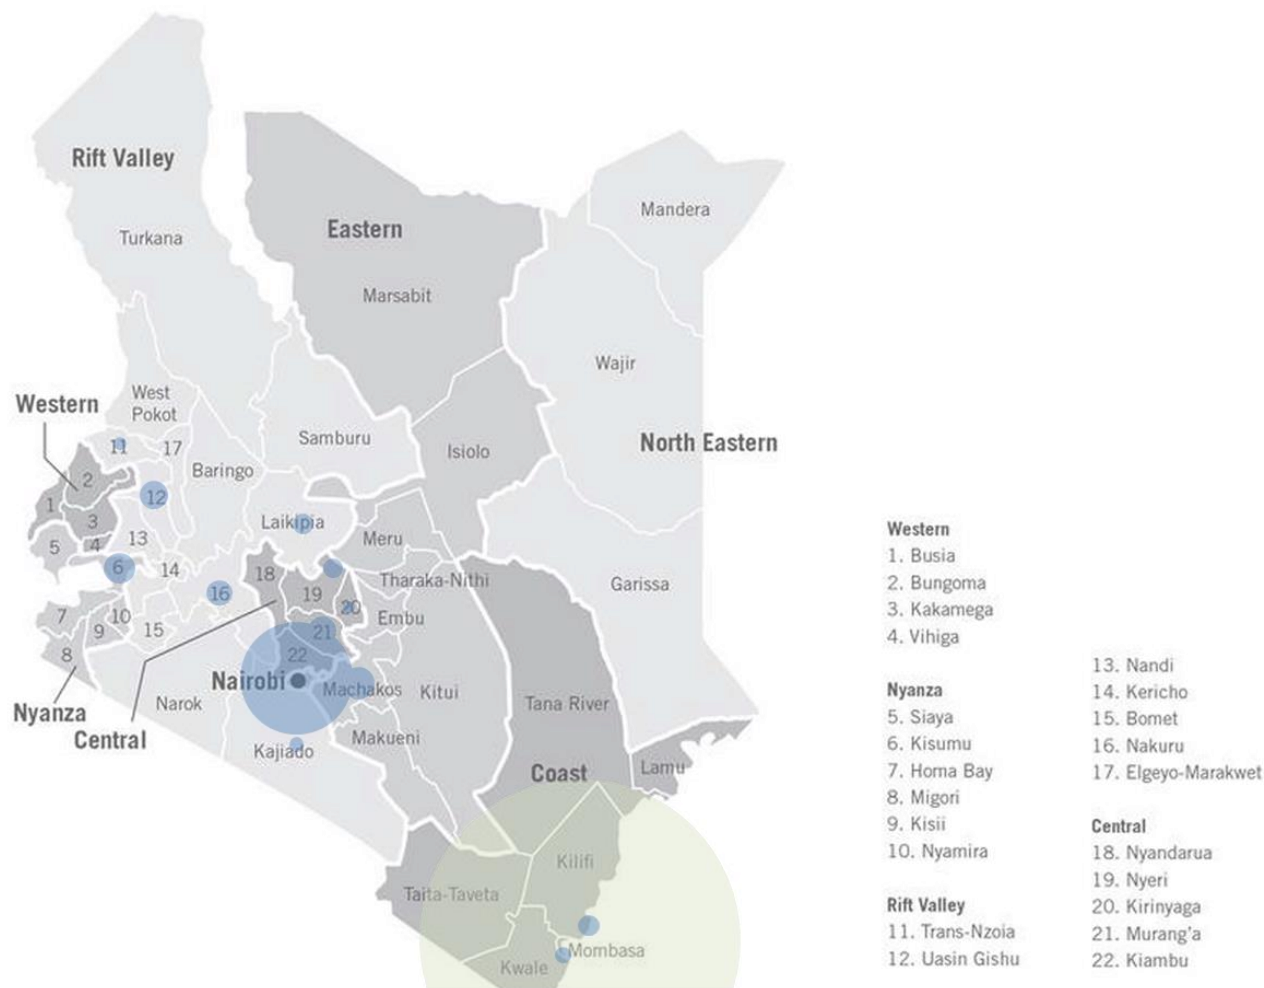 Rift Valley
Turkana
Eastern
Marsabit
Mandera
Wajir
North Eastern
West
Pokot
Western
11
17
Samburu
Baringo
Isiolo
2
12
1
3
Laikipia
13
5
4
Meru
6
14
18
Tharaka-Nithi
Garissa
16
19
20
7
10
Embu
9
15
21
8
22
Nairobi
Machakos
Kitui
Narok
Tana River
Nyanza
Central
Kajiado
Makueni
Coast
Lamu
Kilifi
Taita-Taveta
Mombasa
Kwale
Western
1. Busia
2. Bungoma
3. Kakamega
4. Vihiga
Nyanza
5. Siaya
6. Kisumu
7. Homa Bay
8. Migori
9. Kisii
10. Nyamira
Rift Valley
11. Trans-Nzoia
12. Uasin Gishu
13. Nandi
14. Kericho
15. Bomet
16. Nakuru
17. Elgeyo-Marakwet
Central
18. Nyandarua
19. Nyeri
20. Kirinyaga
21. Murang'a
22. Kiambu